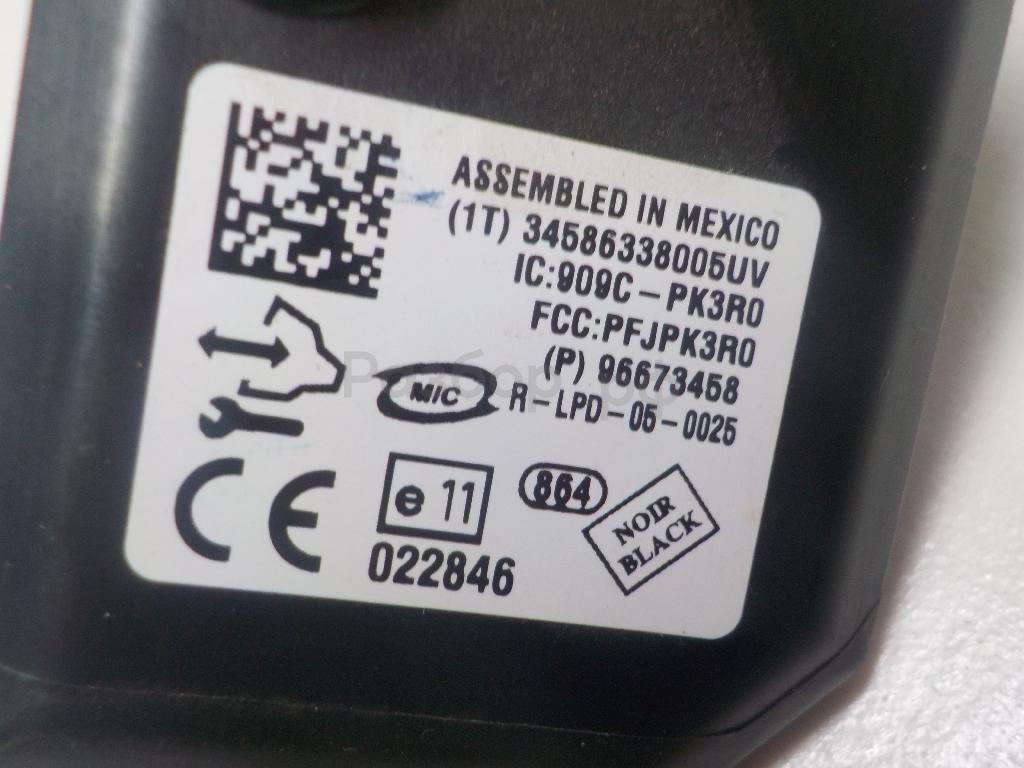 ASSEMBLED IN MEXICO
(1T) 34586338005UV
IC:909C-PK3R0
FCC:PFJPK3R0
(P) 96673458
MIC R-LPD-05-0025
CE
e 11
864
NOIR
BLACK
022846